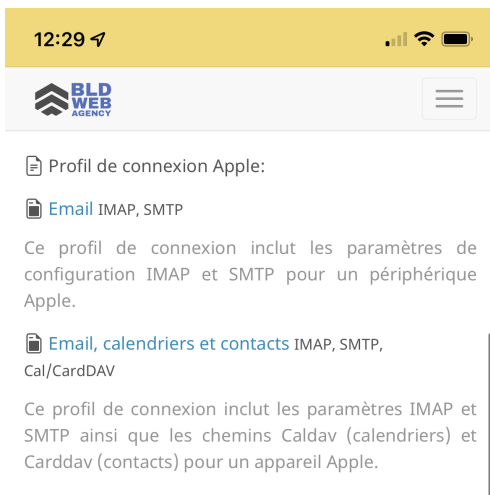 12:29
BLD
WEB
AGENCY
Profil de connexion Apple:
Email IMAP, SMTP
Ce profil de connexion inclut les paramètres de
configuration IMAP et SMTP pour un périphérique
Apple.
Email, calendriers et contacts IMAP, SMTP,
Cal/CardDAV
Ce profil de connexion inclut les paramètres IMAP et
SMTP ainsi que les chemins Caldav (calendriers) et
Carddav (contacts) pour un appareil Apple.